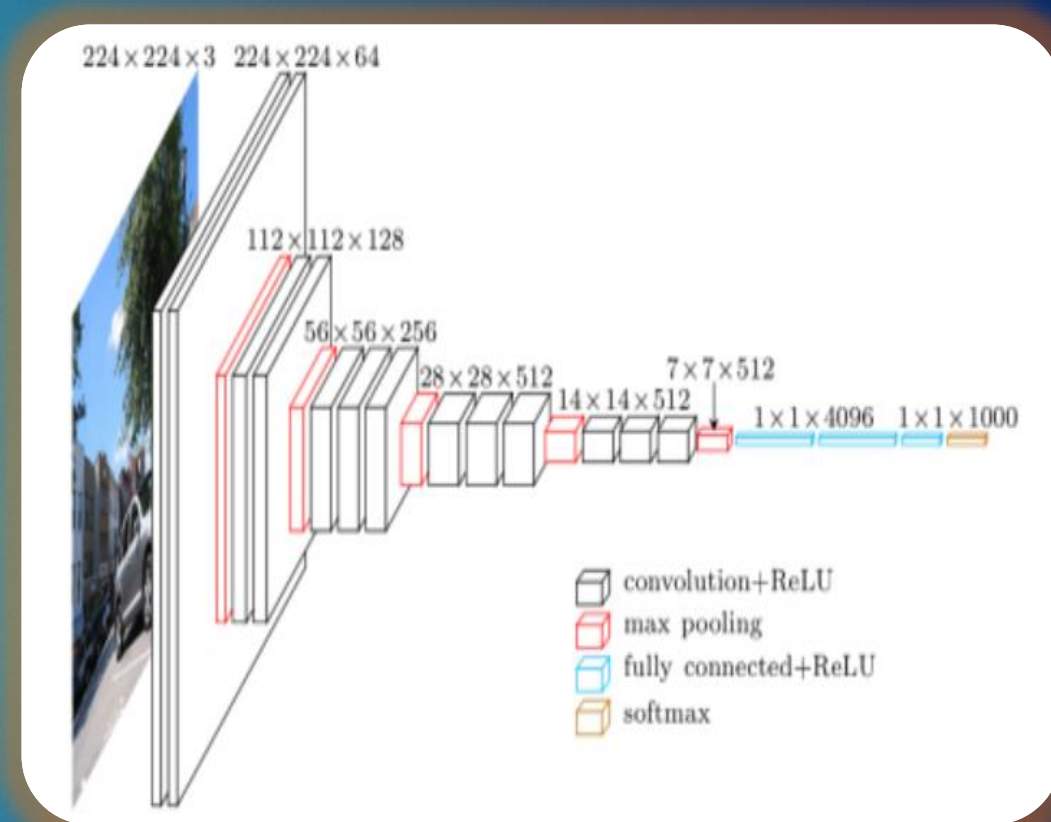 224×224×3
224×224×64
112×112×128
56×56×256
28×28×512
14×14×512
7×7×512
1×1×4096
1×1×1000
convolution+ReLU
max pooling
fully connected+ReLU
softmax